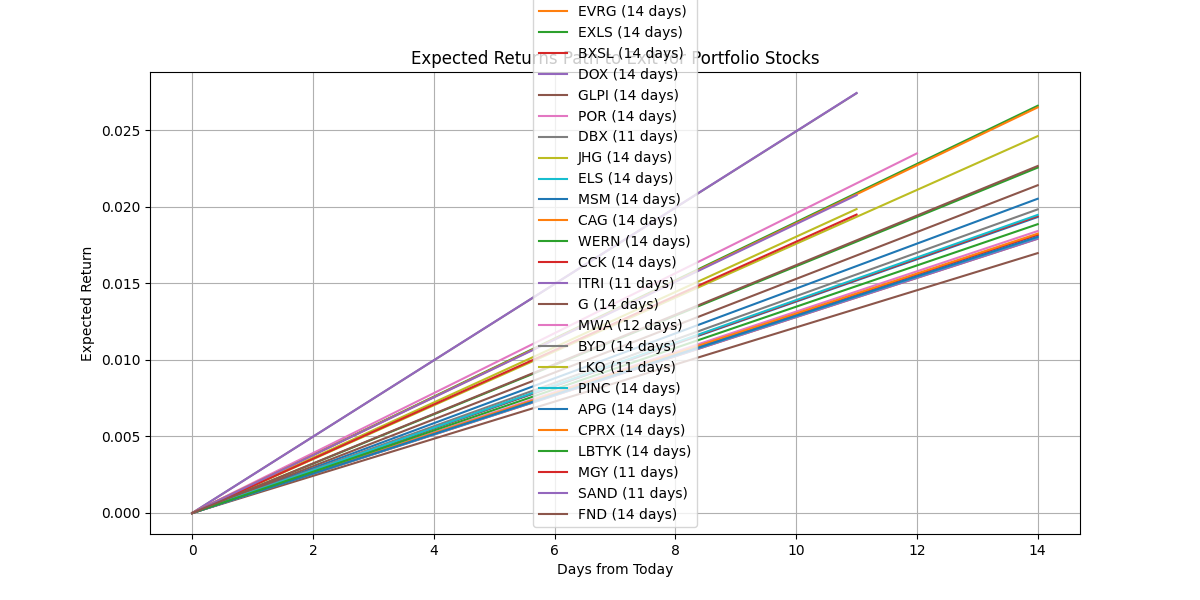 EVRG (14 days)
EXLS (14 days)
BXSL (14 days)
Expected Returns Path to Exit for Portfolio Stocks
DOX (14 days)
GLPI (14 days)
POR (14 days)
DBX (11 days)
JHG (14 days)
ELS (14 days)
MSM (14 days)
CAG (14 days)
WERN (14 days)
CCK (14 days)
ITRI (11 days)
G (14 days)
MWA (12 days)
BYD (14 days)
LKQ (11 days)
PINC (14 days)
APG (14 days)
CPRX (14 days)
LBTYK (14 days)
MGY (11 days)
SAND (11 days)
FND (14 days)
0.025
0.020
0.015
0.010
0.005
0.000
Expected Return
0 2 4 6 8 10 12 14
Days from Today